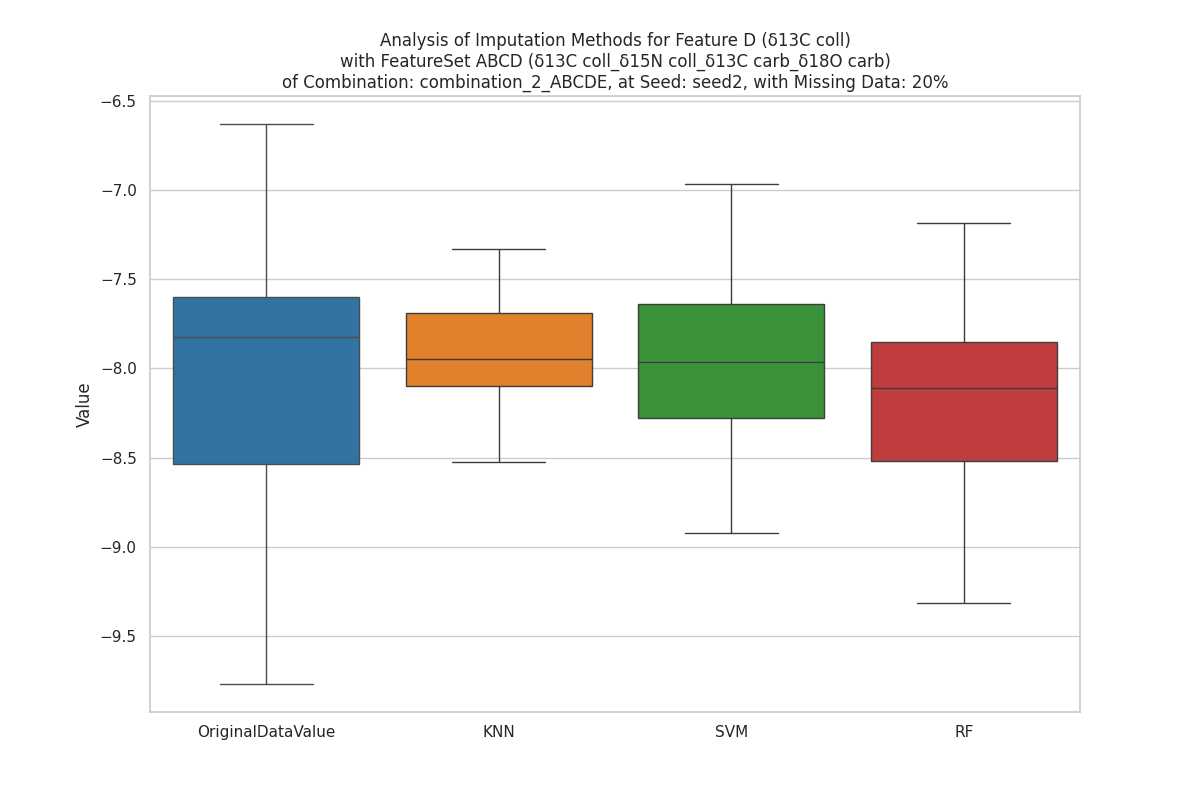 Analysis of Imputation Methods for Feature D (δ13C coll)
with FeatureSet ABCD (δ13C coll_δ15N coll_δ13C carb_δ18O carb)
of Combination: combination_2_ABCDE, at Seed: seed2, with Missing Data: 20%
−6.5
−7.0
−7.5
−8.0
−8.5
−9.0
−9.5
Value
OriginalDataValue
KNN
SVM
RF